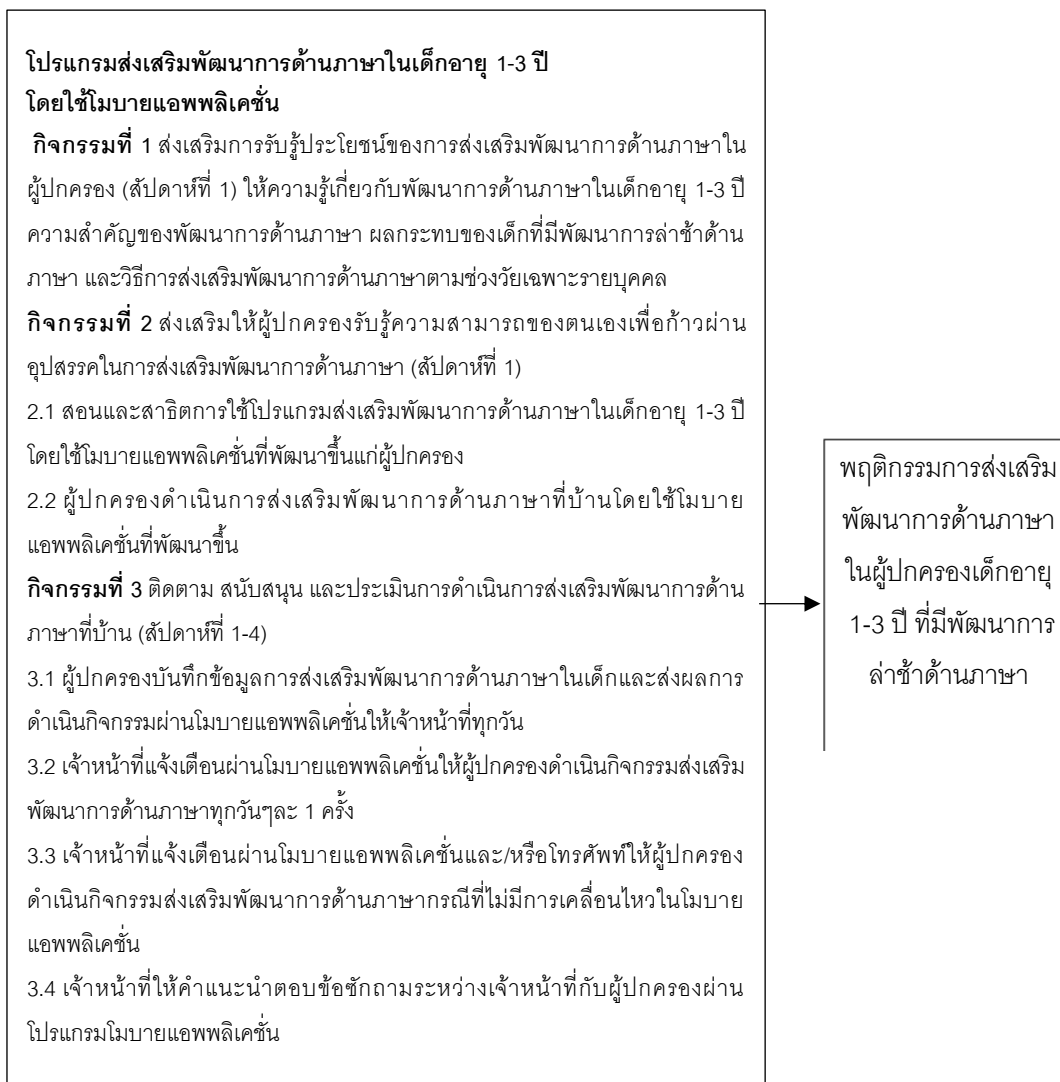 โปรแกรมส่งเสริมพัฒนาการด้านภาษาในเด็กอายุ 1-3 ปี
โดยใช้โมบายแอพพลิเคชั่น
กิจกรรมที่ 1 ส่งเสริมการรับรู้ประโยชน์ของการส่งเสริมพัฒนาการด้านภาษาใน
ผู้ปกครอง (สัปดาห์ที่ 1) ให้ความรู้เกี่ยวกับพัฒนาการด้านภาษาในเด็กอายุ 1-3 ปี
ความสำคัญของพัฒนาการด้านภาษา ผลกระทบของเด็กที่มีพัฒนาการล่าช้าด้าน
ภาษา และวิธีการส่งเสริมพัฒนาการด้านภาษาตามช่วงวัยเฉพาะรายบุคคล
กิจกรรมที่ 2 ส่งเสริมให้ผู้ปกครองรับรู้ความสามารถของตนเองเพื่อก้าวผ่าน
อุปสรรคในการส่งเสริมพัฒนาการด้านภาษา (สัปดาห์ที่ 1)
2.1 สอนและสาธิตการใช้โปรแกรมส่งเสริมพัฒนาการด้านภาษาในเด็กอายุ 1-3 ปี
โดยใช้โมบายแอพพลิเคชั่นที่พัฒนาขึ้นแก่ผู้ปกครอง
2.2 ผู้ปกครองดำเนินการส่งเสริมพัฒนาการด้านภาษาที่บ้านโดยใช้โมบาย
แอพพลิเคชั่นที่พัฒนาขึ้น
กิจกรรมที่ 3 ติดตาม สนับสนุน และประเมินการดำเนินการส่งเสริมพัฒนาการด้าน
ภาษาที่บ้าน (สัปดาห์ที่ 1-4)
3.1 ผู้ปกครองบันทึกข้อมูลการส่งเสริมพัฒนาการด้านภาษาในเด็กและส่งผลการ
ดำเนินกิจกรรมผ่านโมบายแอพพลิเคชั่นให้เจ้าหน้าที่ทุกวัน
3.2 เจ้าหน้าที่แจ้งเตือนผ่านโมบายแอพพลิเคชั่นให้ผู้ปกครองดำเนินกิจกรรมส่งเสริม
พัฒนาการด้านภาษาทุกวันๆละ 1 ครั้ง
3.3 เจ้าหน้าที่แจ้งเตือนผ่านโมบายแอพพลิเคชั่นและ/หรือโทรศัพท์ให้ผู้ปกครอง
ดำเนินกิจกรรมส่งเสริมพัฒนาการด้านภาษากรณีที่ไม่มีการเคลื่อนไหวในโมบาย
แอพพลิเคชั่น
3.4 เจ้าหน้าที่ให้คำแนะนำตอบข้อซักถามระหว่างเจ้าหน้าที่กับผู้ปกครองผ่าน
โปรแกรมโมบายแอพพลิเคชั่น
พฤติกรรมการส่งเสริม
พัฒนาการด้านภาษา
ในผู้ปกครองเด็กอายุ
1-3 ปี ที่มีพัฒนาการ
ล่าช้าด้านภาษา